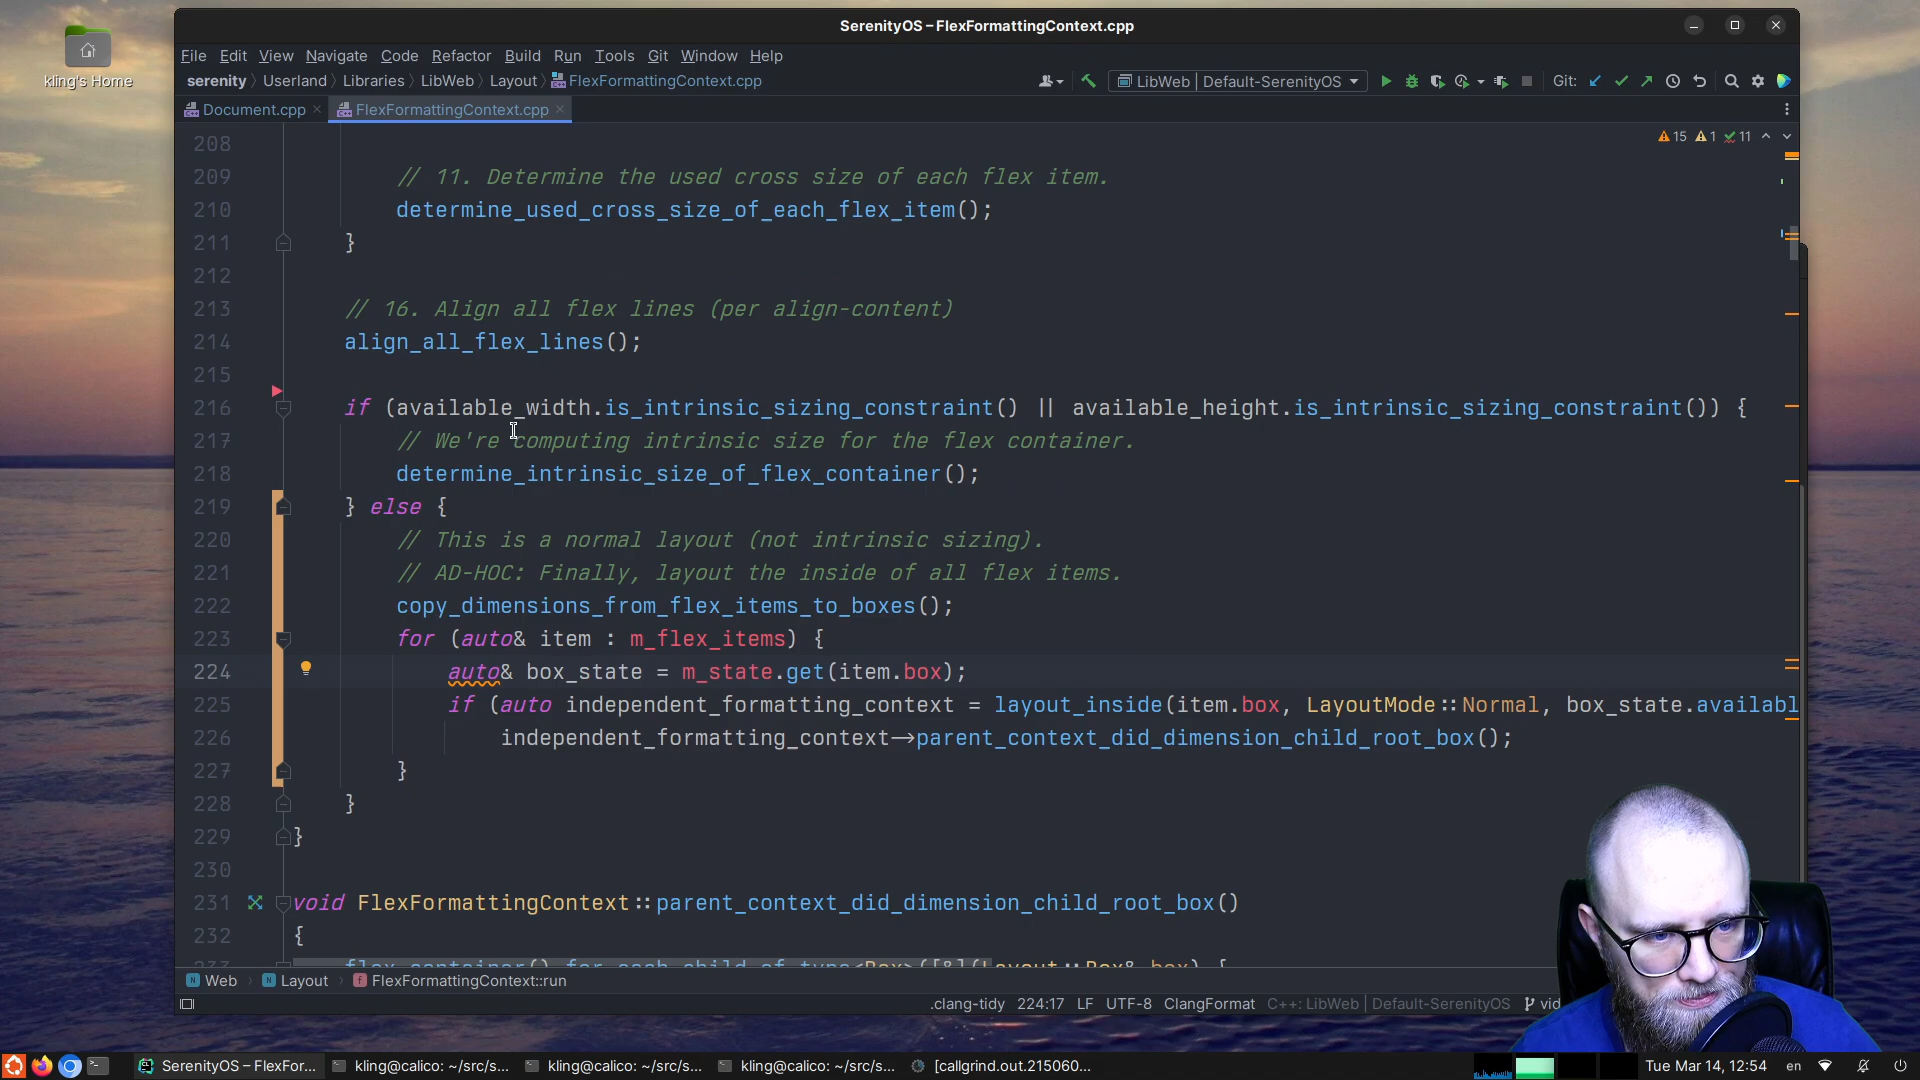 SerenityOS – FlexFormattingContext.cpp
kling's Home
File Edit View Navigate Code Refactor Build Run Tools Git Window Help
serenity Userland Libraries LibWeb Layout FlexFormattingContext.cpp
LibWeb | Default-SerenityOS
Git:
Document.cpp FlexFormattingContext.cpp
15 1 11
208
209 // 11. Determine the used cross size of each flex item.
210 determine_used_cross_size_of_each_flex_item();
211 }
212
213 // 16. Align all flex lines (per align-content)
214 align_all_flex_lines();
215
216 if (available_width.is_intrinsic_sizing_constraint() || available_height.is_intrinsic_sizing_constraint()) {
217 // We're computing intrinsic size for the flex container.
218 determine_intrinsic_size_of_flex_container();
219 } else {
220 // This is a normal layout (not intrinsic sizing).
221 // AD-HOC: Finally, layout the inside of all flex items.
222 copy_dimensions_from_flex_items_to_boxes();
223 for (auto& item : m_flex_items) {
224 auto& box_state = m_state.get(item.box);
225 if (auto independent_formatting_context = layout_inside(item.box, LayoutMode::Normal, box_state.availabl
226 independent_formatting_context->parent_context_did_dimension_child_root_box();
227 }
228 }
229 }
230
231 void FlexFormattingContext::parent_context_did_dimension_child_root_box()
232 {
Web Layout FlexFormattingContext::run
.clang-tidy 224:17 LF UTF-8 ClangFormat C++: LibWeb | Default-SerenityOS vid
SerenityOS – FlexFor... kling@calico: ~/src/s... kling@calico: ~/src/s... kling@calico: ~/src/s... [callgrind.out.215060... Tue Mar 14, 12:54 en